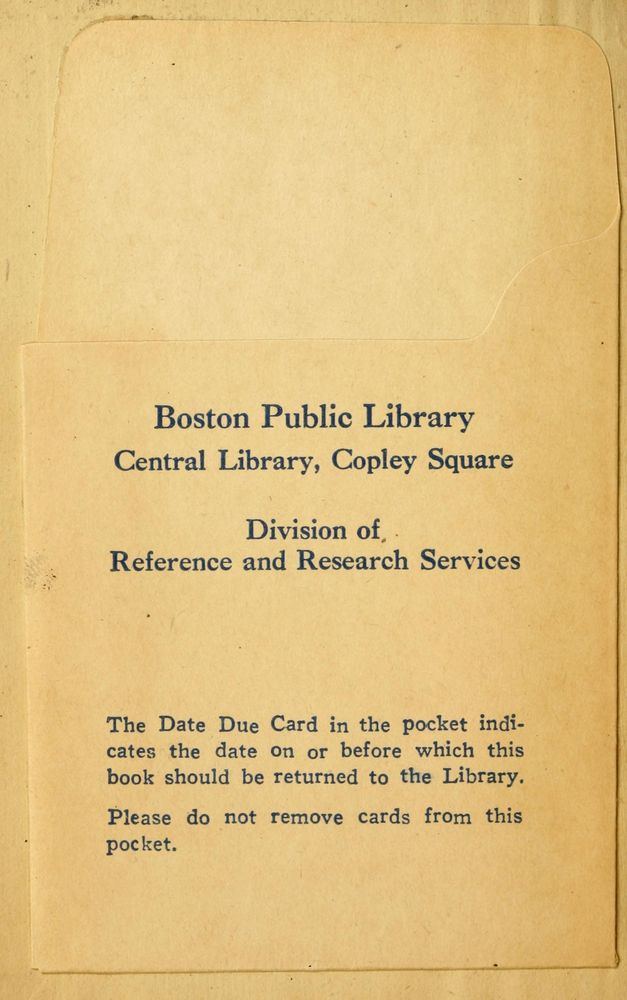 Boston Public Library
Central Library, Copley Square
Division of
Reference and Research Services
The Date Due Card in the pocket indi-
cates the date on or before which this
book should be returned to the Library.
Please do not remove cards from this
pocket.